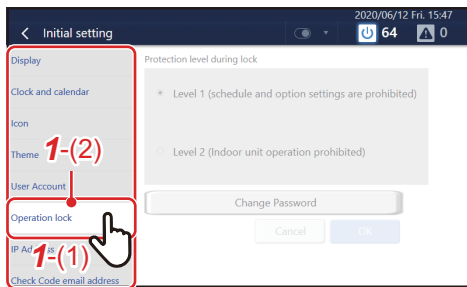 2020/06/12 Fri. 15:47
Initial setting
64
0
Display
Clock and calendar
Icon
Theme
User Account
Operation lock
IP Address
Check Code email address
Protection level during lock
Level 1 (schedule and option settings are prohibited)
Level 2 (Indoor unit operation prohibited)
Change Password
Cancel
OK
1-(2)
1-(1)